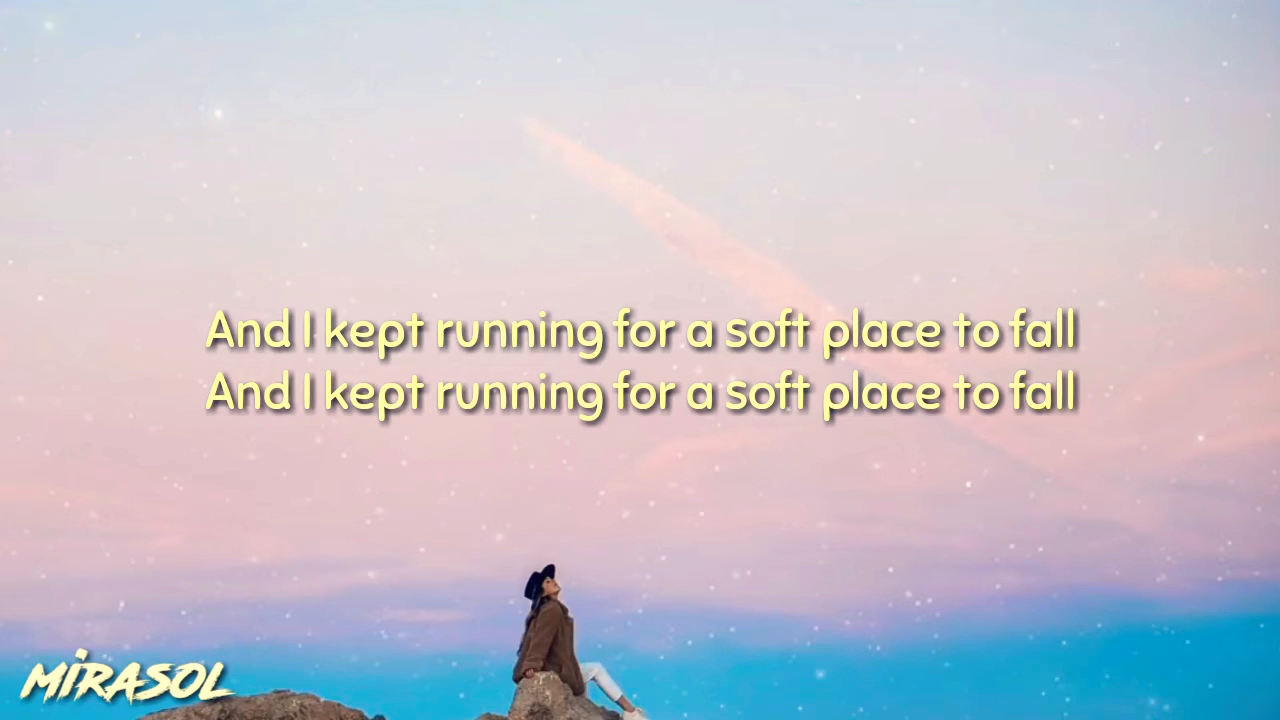 And I kept running for a soft place to fall
And I kept running for a soft place to fall
MiRASOL